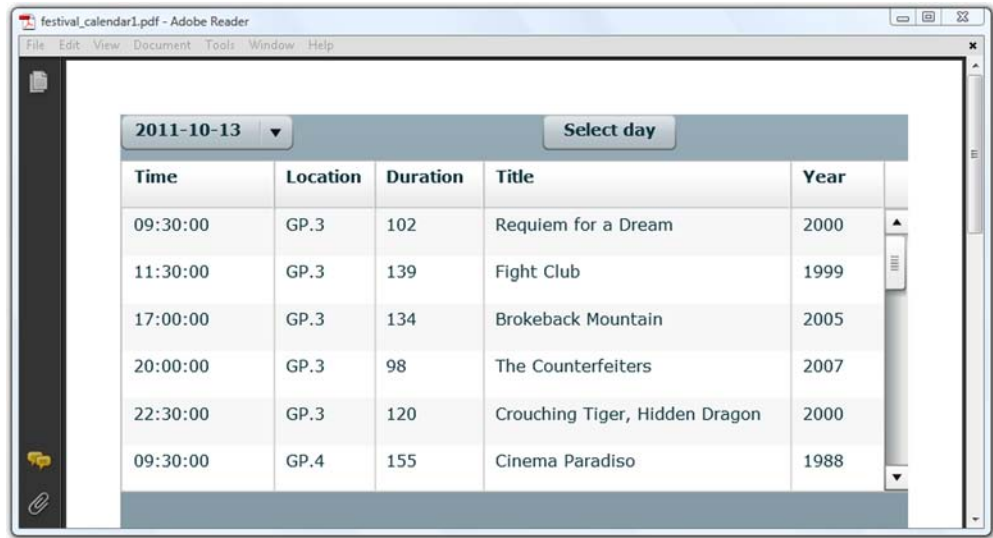 festival_calendar1.pdf - Adobe Reader
File Edit View Document Tools Window Help
2011-10-13 Select day
Time Location Duration Title Year
09:30:00 GP.3 102 Requiem for a Dream 2000
11:30:00 GP.3 139 Fight Club 1999
17:00:00 GP.3 134 Brokeback Mountain 2005
20:00:00 GP.3 98 The Counterfeiters 2007
22:30:00 GP.3 120 Crouching Tiger, Hidden Dragon 2000
09:30:00 GP.4 155 Cinema Paradiso 1988